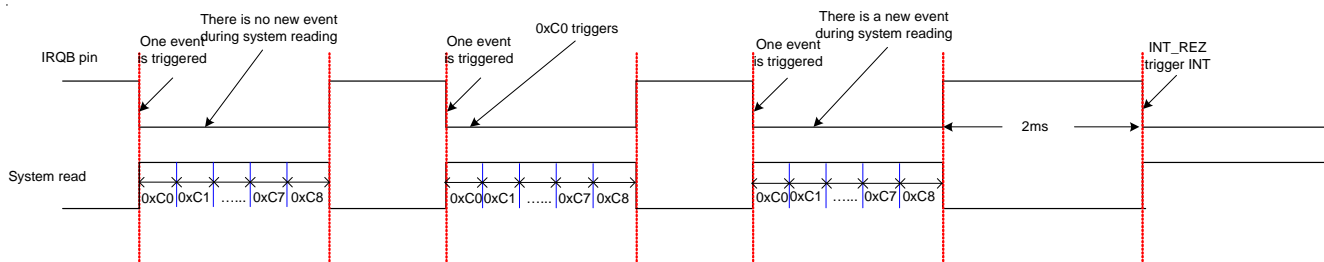 There is no new event
during system reading
One event
is triggered
IRQB pin
0xC0 triggers
One event
is triggered
There is a new event
during system reading
One event
is triggered
INT_REZ
trigger INT
2ms
System read
0xC0 0xC1 …... 0xC7 0xC8
0xC0 0xC1 …... 0xC7 0xC8
0xC0 0xC1 …... 0xC7 0xC8